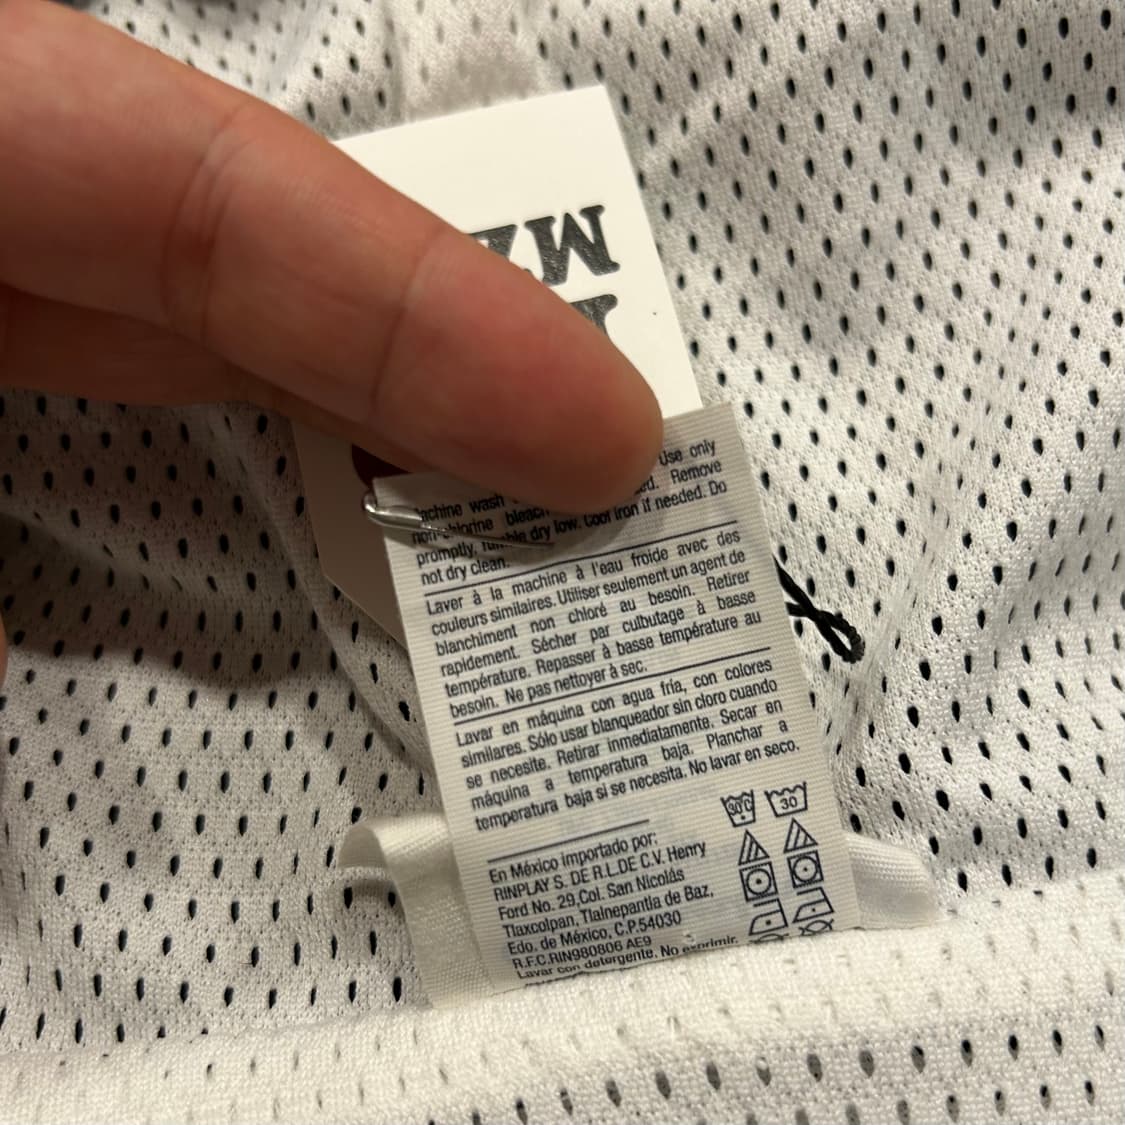 MZ
achine wash Use only
non-chlorine bleach ed. Remove
promptly, tumble dry low. Cool iron if needed. Do
not dry clean.
Laver à la machine à l'eau froide avec des
couleurs similaires. Utiliser seulement un agent de
blanchiment non chloré au besoin. Retirer
rapidement. Sécher par culbutage à basse
température. Repasser à basse température au
besoin. Ne pas nettoyer à sec.
Lavar en máquina con agua fría, con colores
similares. Sólo usar blanqueador sin cloro cuando
se necesite. Retirar inmediatamente. Secar en
máquina a temperatura baja. Planchar a
temperatura baja si se necesita. No lavar en seco.
30°C 30
En México importado por:
RINPLAY S. DE R.L.DE C.V. Henry
Ford No. 29,Col. San Nicolás
Tlaxcolpan, Tlalnepantla de Baz,
Edo. de México, C.P.54030
R.F.C.RIN980806 AE9
Lavar con detergente. No exprimir.